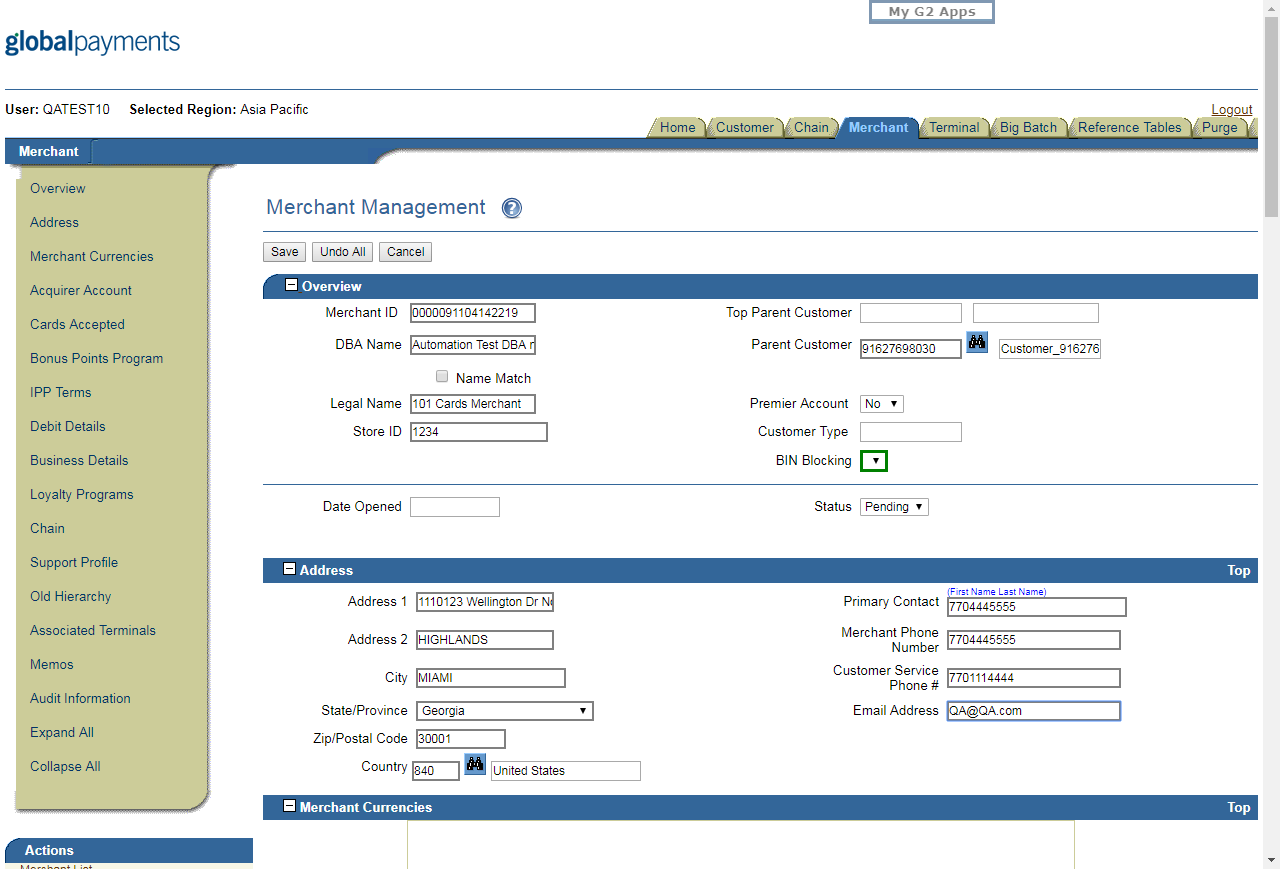 My G2 Apps
globalpayments
User: QATEST10 Selected Region: Asia Pacific
Logout
Home Customer Chain Merchant Terminal Big Batch Reference Tables Purge
Merchant
Overview
Address
Merchant Currencies
Acquirer Account
Cards Accepted
Bonus Points Program
IPP Terms
Debit Details
Business Details
Loyalty Programs
Chain
Support Profile
Old Hierarchy
Associated Terminals
Memos
Audit Information
Expand All
Collapse All
Actions
Merchant List
Merchant Management ?
Save Undo All Cancel
Overview
Merchant ID 0000091104142219 Top Parent Customer
DBA Name Automation Test DBA Parent Customer 91627698030 Customer_916276
Name Match
Legal Name 101 Cards Merchant Premier Account No
Store ID 1234 Customer Type
BIN Blocking
Date Opened Status Pending
Address Top
(First Name Last Name)
Address 1 1110123 Wellington Dr Primary Contact 7704445555
Address 2 HIGHLANDS Merchant Phone Number 7704445555
City MIAMI Customer Service Phone # 7701114444
State/Province Georgia Email Address QA@QA.com
Zip/Postal Code 30001
Country 840 United States
Merchant Currencies Top